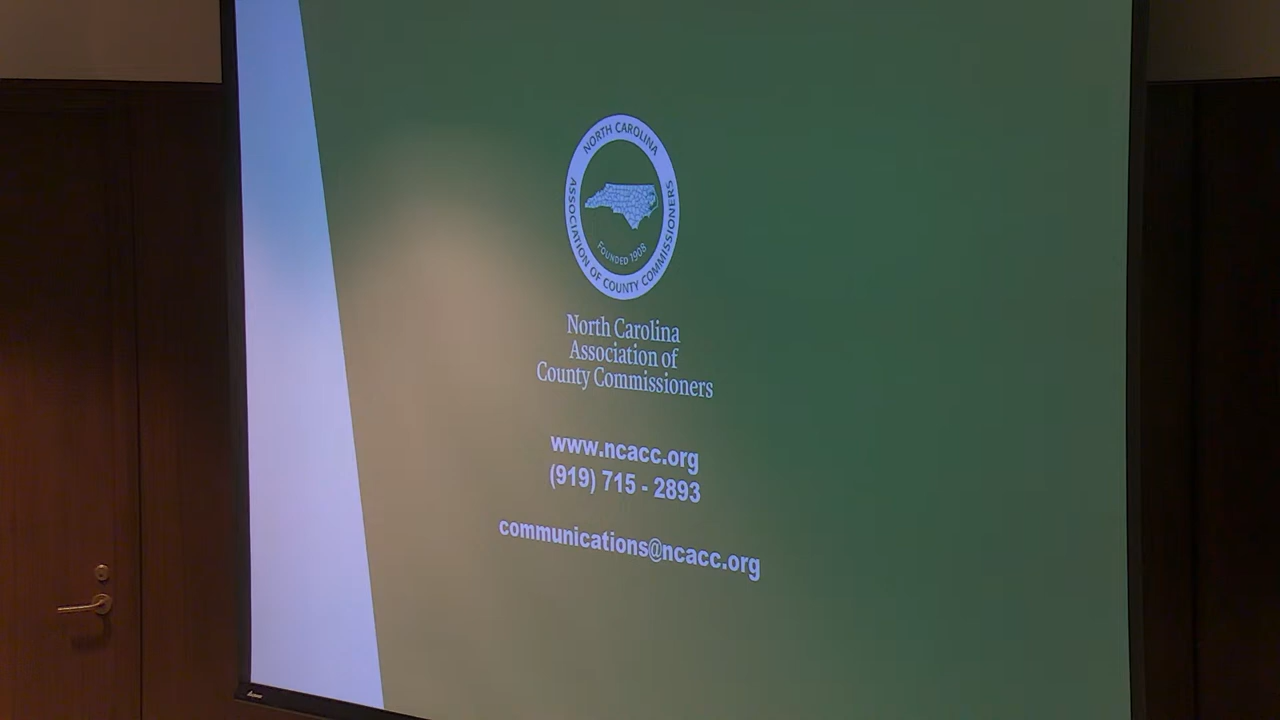 NORTH CAROLINA
ASSOCIATION OF COUNTY COMMISSIONERS
FOUNDED 1908
North Carolina
Association of
County Commissioners
www.ncacc.org
(919) 715 - 2893
communications@ncacc.org